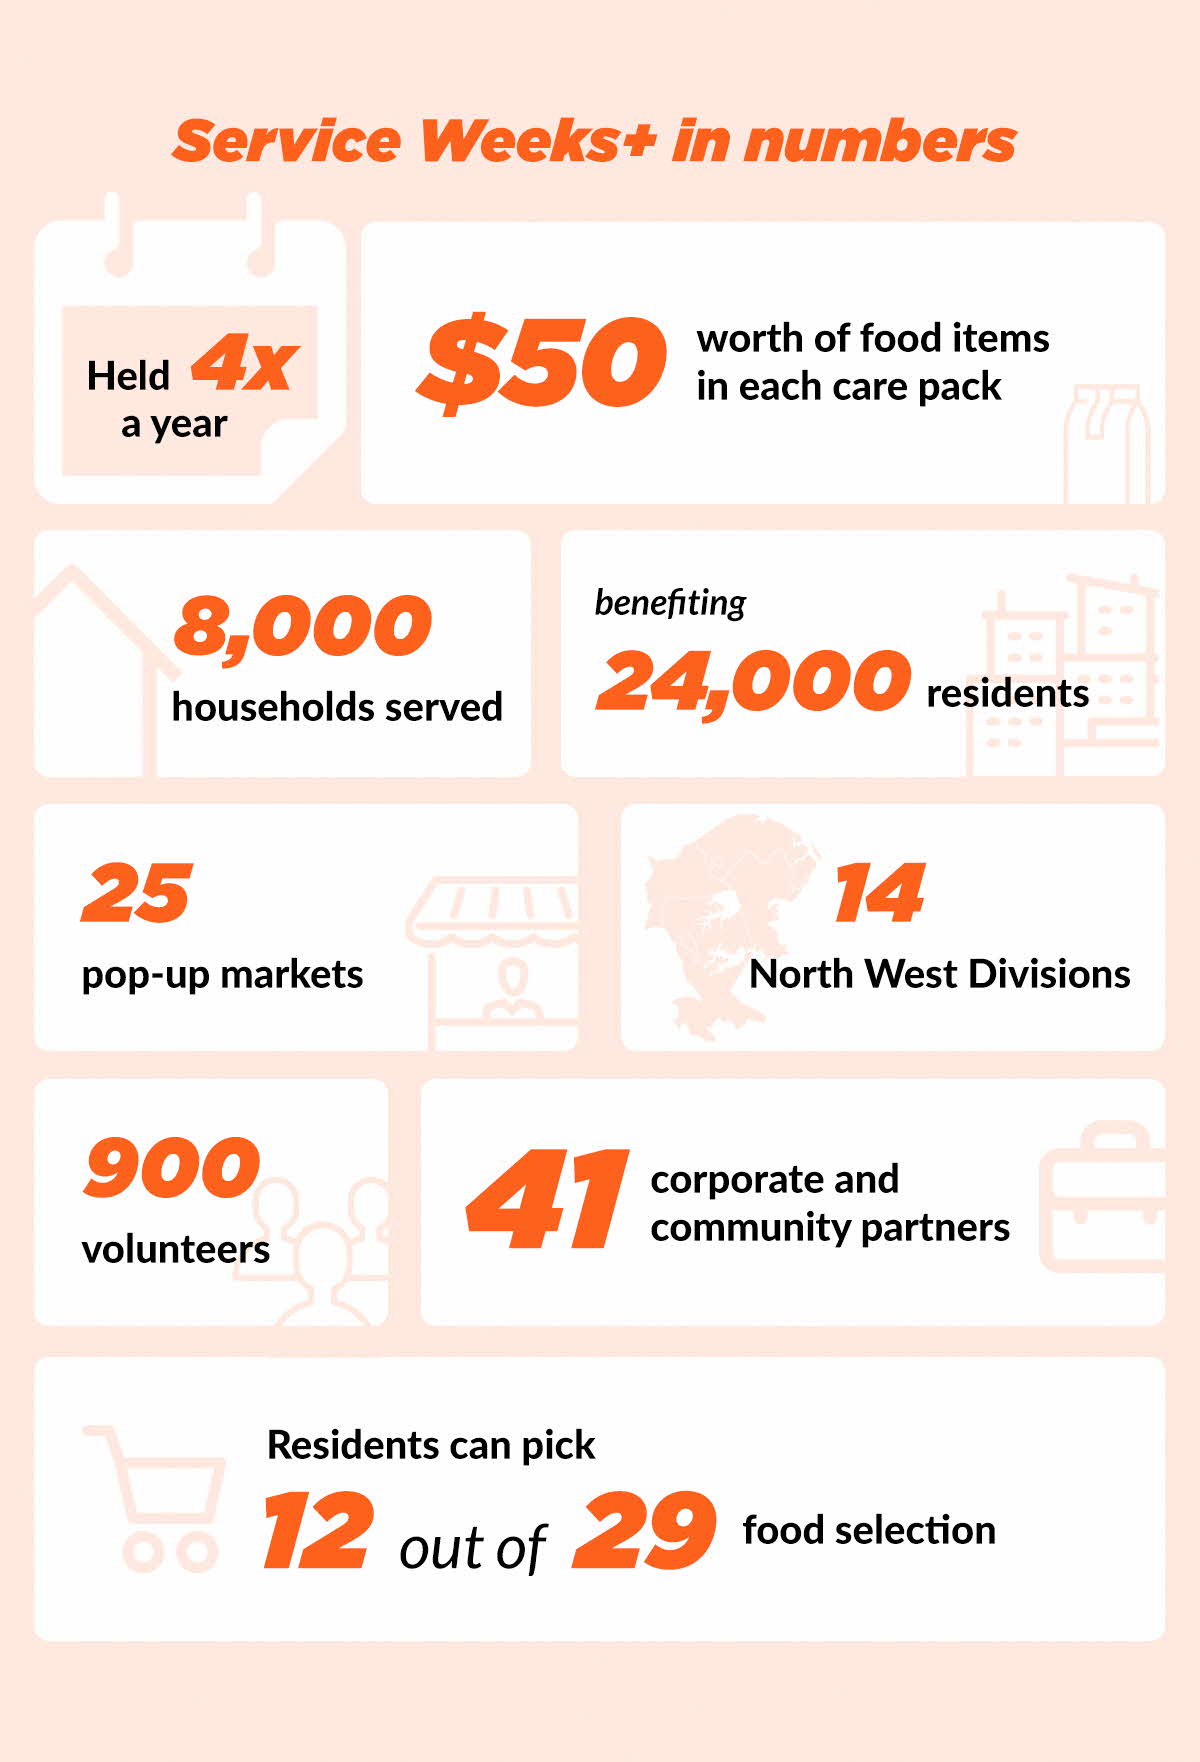 Service Weeks+ in numbers
Held 4x
a year
$50
worth of food items
in each care pack
8,000
households served
benefiting
24,000 residents
25
pop-up markets
14
North West Divisions
900
volunteers
41
corporate and
community partners
Residents can pick
12 out of 29 food selection